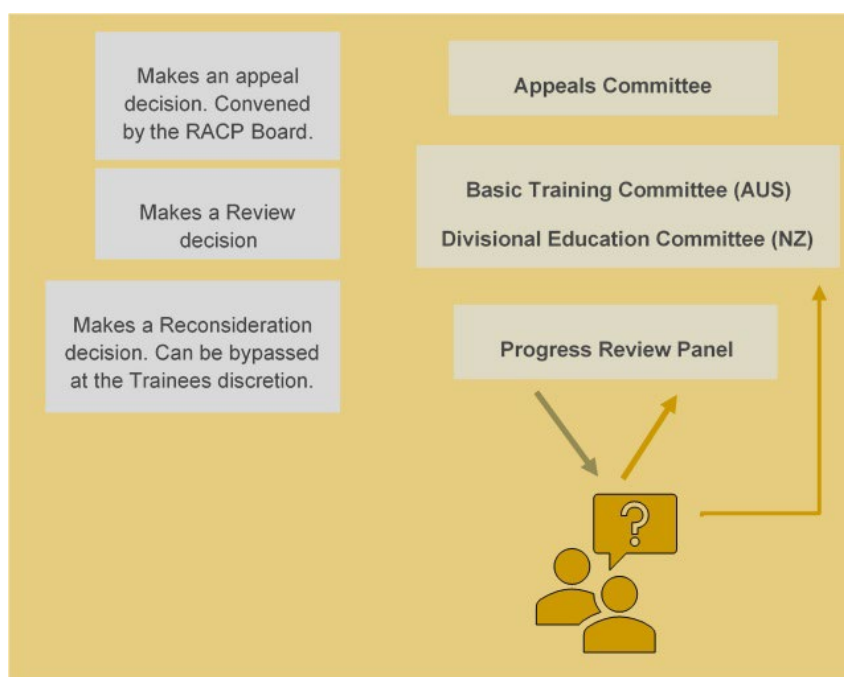 Makes an appeal
decision. Convened
by the RACP Board.
Appeals Committee
Makes a Review
decision
Basic Training Committee (AUS)
Divisional Education Committee (NZ)
Makes a Reconsideration
decision. Can be bypassed
at the Trainees discretion.
Progress Review Panel
?